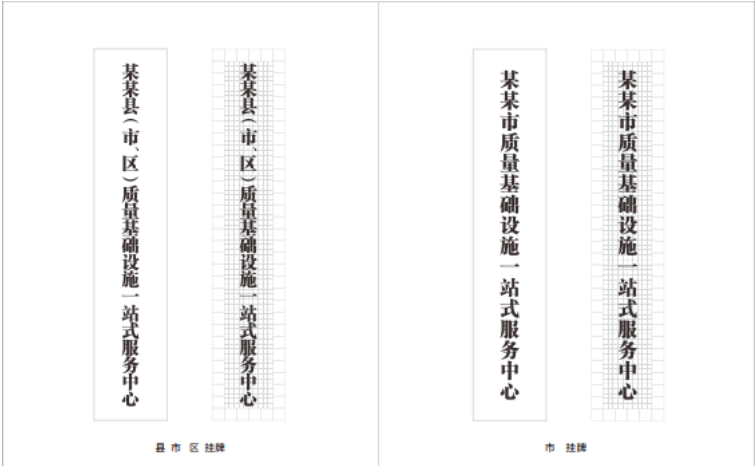 某某县（市、区）质量基础设施一站式服务中心
某某县（市、区）质量基础设施一站式服务中心
县 市 区 挂牌
某某市质量基础设施一站式服务中心
某某市质量基础设施一站式服务中心
市 挂牌